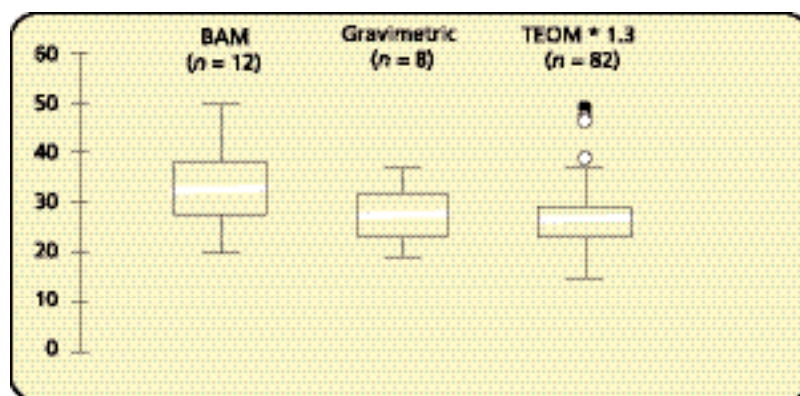 BAM
(n = 12)
Gravimetric
(n = 8)
TEOM * 1.3
(n = 82)
60
50
40
30
20
10
0